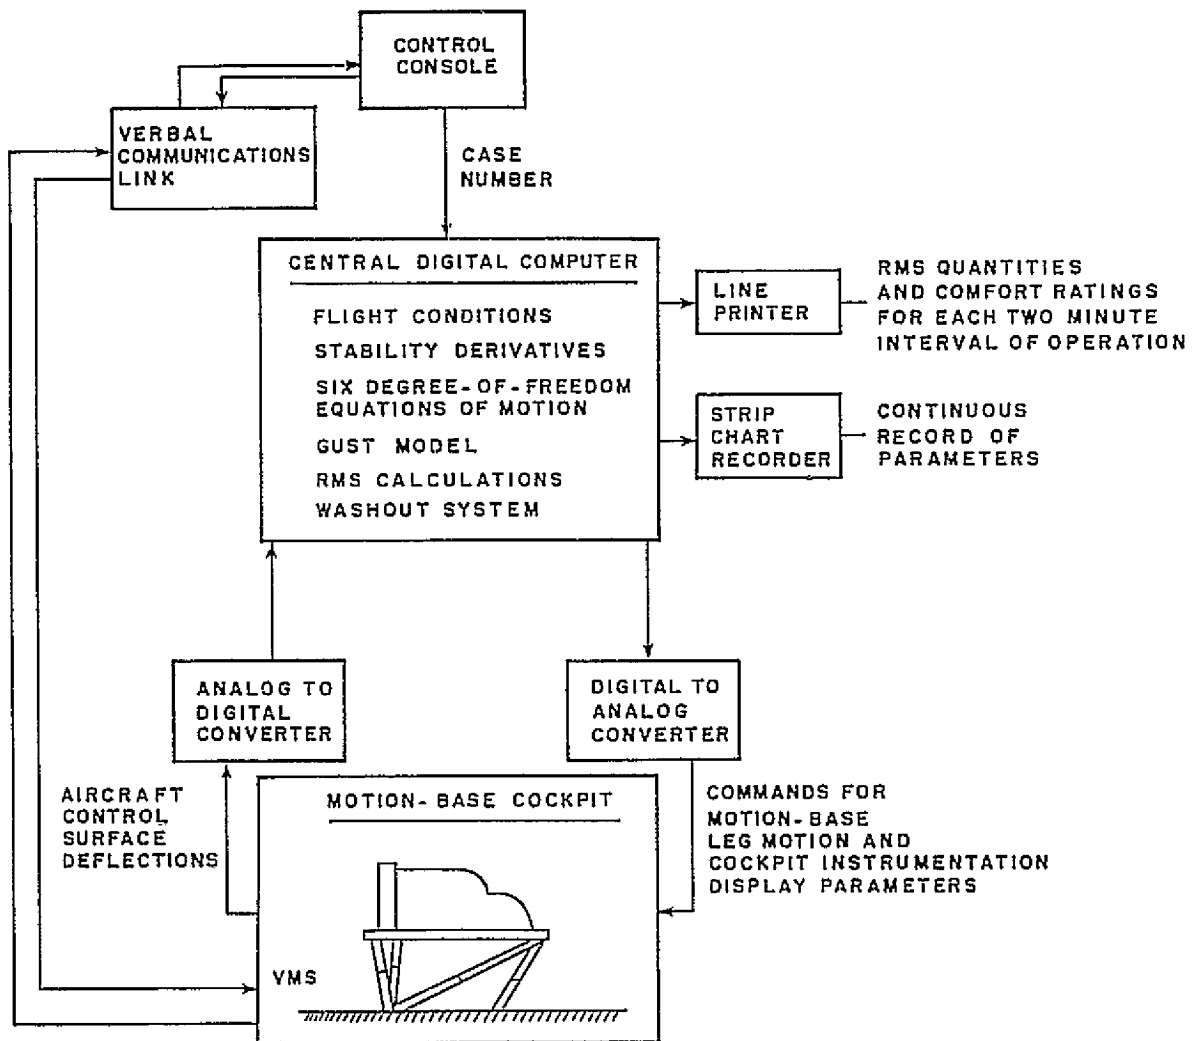 CONTROL
CONSOLE
VERBAL
COMMUNICATIONS
LINK
CASE
NUMBER
CENTRAL DIGITAL COMPUTER
FLIGHT CONDITIONS
STABILITY DERIVATIVES
SIX DEGREE-OF-FREEDOM
EQUATIONS OF MOTION
GUST MODEL
RMS CALCULATIONS
WASHOUT SYSTEM
LINE
PRINTER
RMS QUANTITIES
AND COMFORT RATINGS
FOR EACH TWO MINUTE
INTERVAL OF OPERATION
STRIP
CHART
RECORDER
CONTINUOUS
RECORD OF
PARAMETERS
ANALOG TO
DIGITAL
CONVERTER
DIGITAL TO
ANALOG
CONVERTER
AIRCRAFT
CONTROL
SURFACE
DEFLECTIONS
MOTION-BASE COCKPIT
VMS
COMMANDS FOR
MOTION-BASE
LEG MOTION AND
COCKPIT INSTRUMENTATION
DISPLAY PARAMETERS